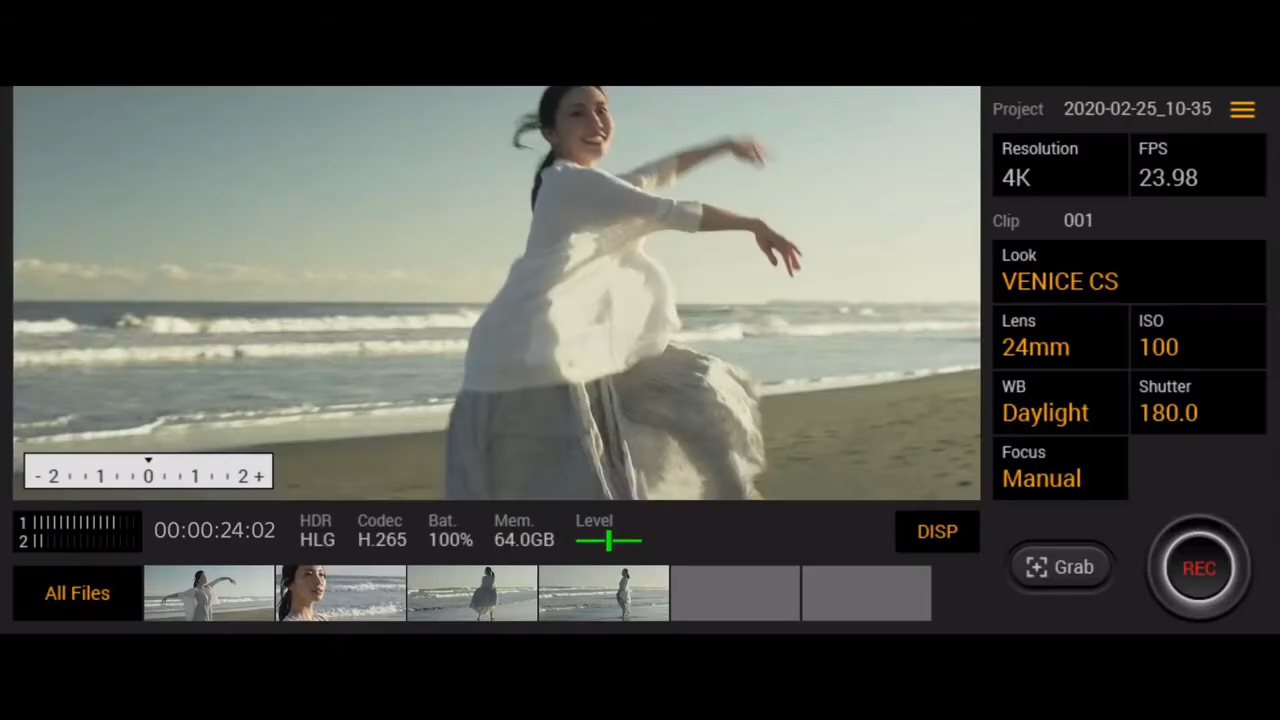 Project 2020-02-25_10-35
Resolution FPS
4K 23.98
Clip 001
Look
VENICE CS
Lens ISO
24mm 100
WB Shutter
Daylight 180.0
Focus
Manual
- 2 1 0 1 2 +
1
2
00:00:24:02
HDR Codec Bat. Mem. Level
HLG H.265 100% 64.0GB
DISP
Grab
REC
All Files